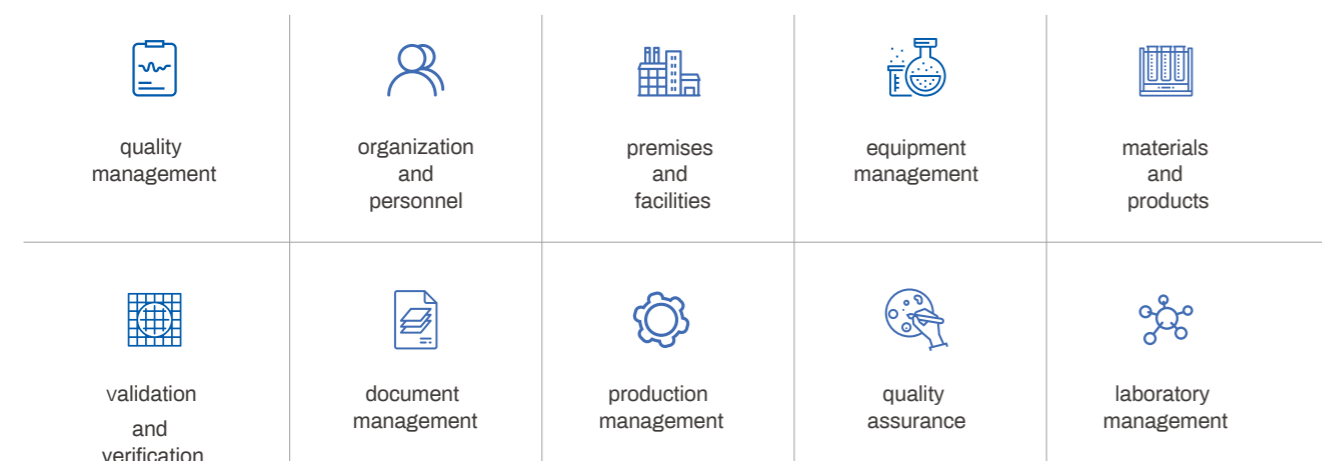 quality
management
organization
and
personnel
premises
and
facilities
equipment
management
materials
and
products
validation
and
verification
document
management
production
management
quality
assurance
laboratory
management